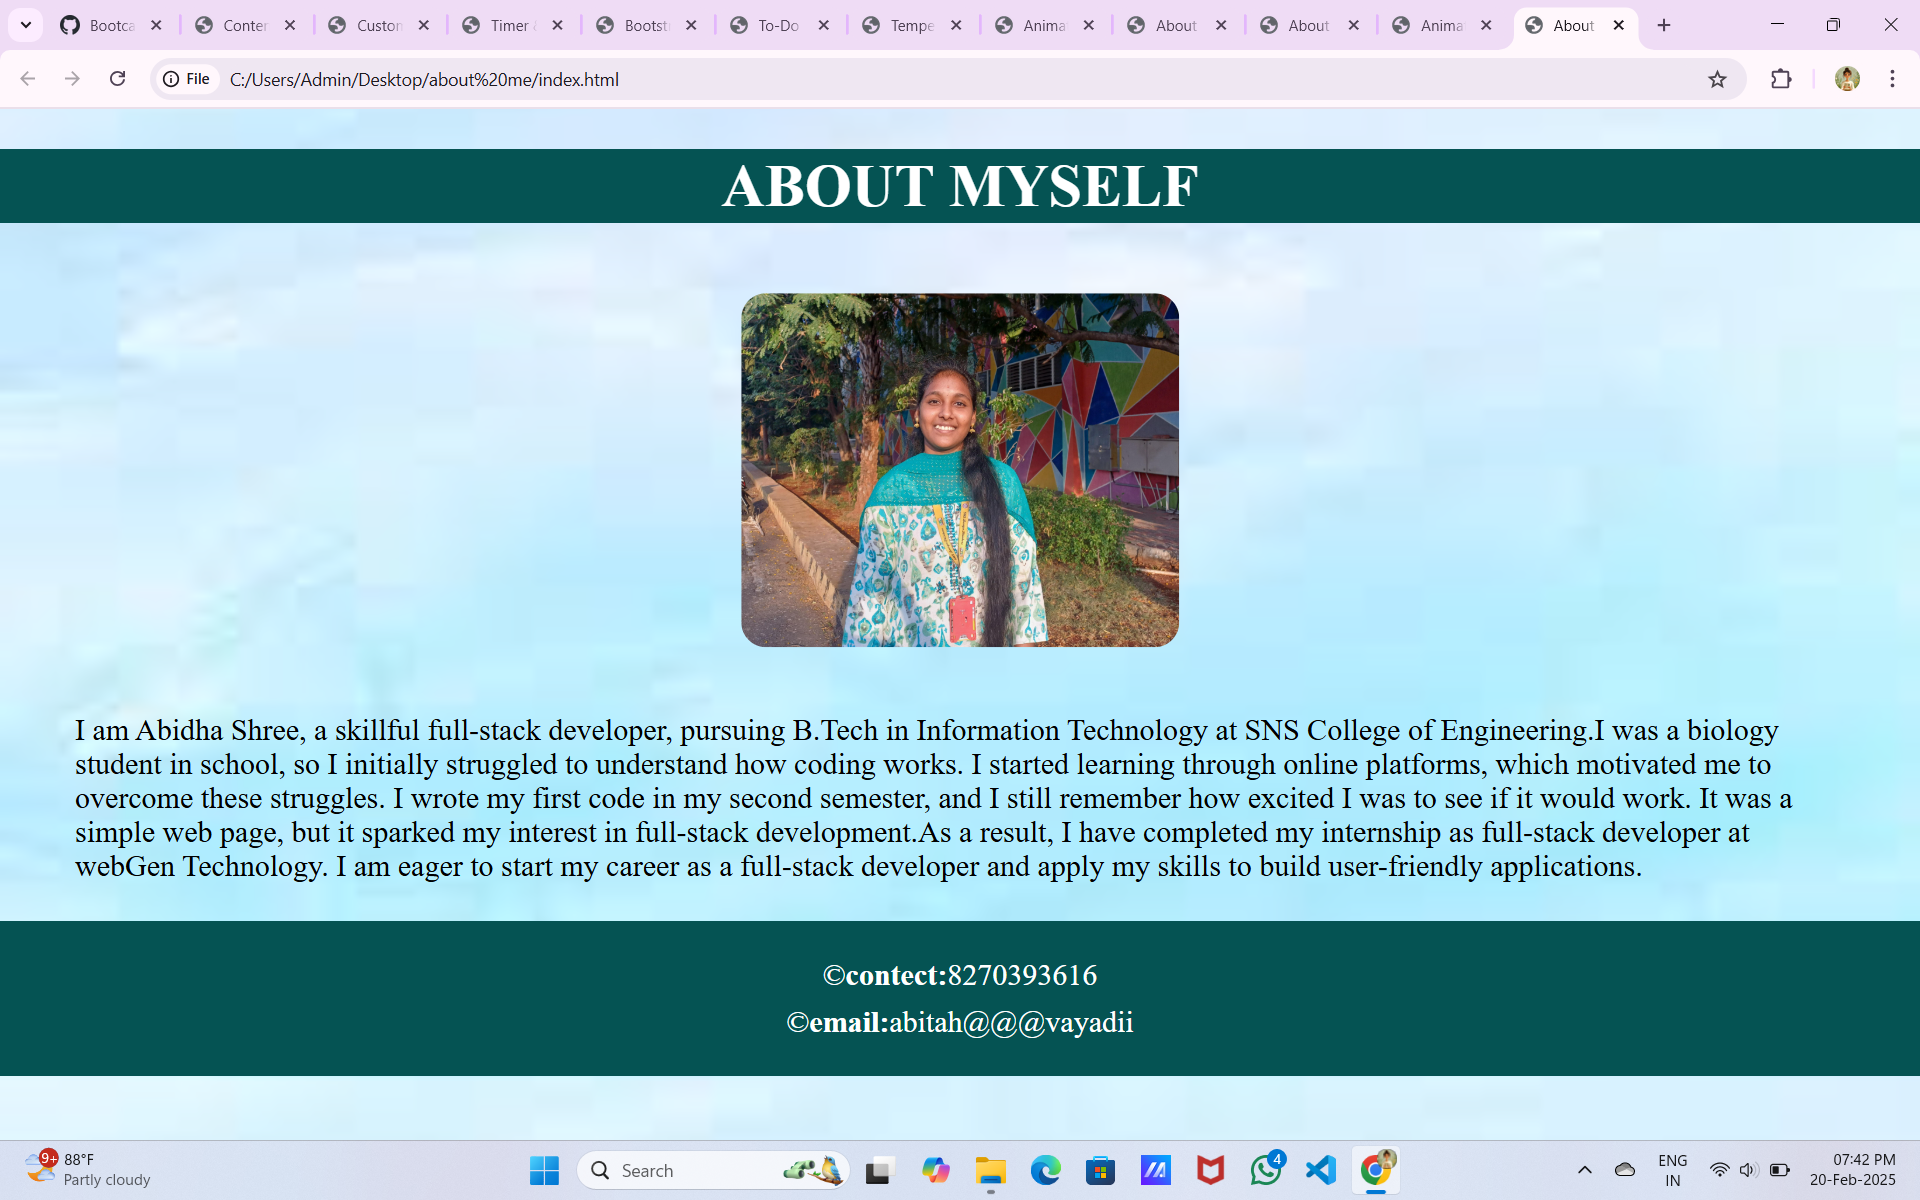 Bootca
Conter
Custon
Timer &
Bootst
To-Do
Tempe
Anima
About
About
Anima
About
File
C:/Users/Admin/Desktop/about%20me/index.html
ABOUT MYSELF
I am Abidha Shree, a skillful full-stack developer, pursuing B.Tech in Information Technology at SNS College of Engineering.I was a biology
student in school, so I initially struggled to understand how coding works. I started learning through online platforms, which motivated me to
overcome these struggles. I wrote my first code in my second semester, and I still remember how excited I was to see if it would work. It was a
simple web page, but it sparked my interest in full-stack development.As a result, I have completed my internship as full-stack developer at
webGen Technology. I am eager to start my career as a full-stack developer and apply my skills to build user-friendly applications.
©contect:8270393616
©email:abitah@@@vayadii
9+
88°F
Partly cloudy
Search
4
ENG
IN
07:42 PM
20-Feb-2025